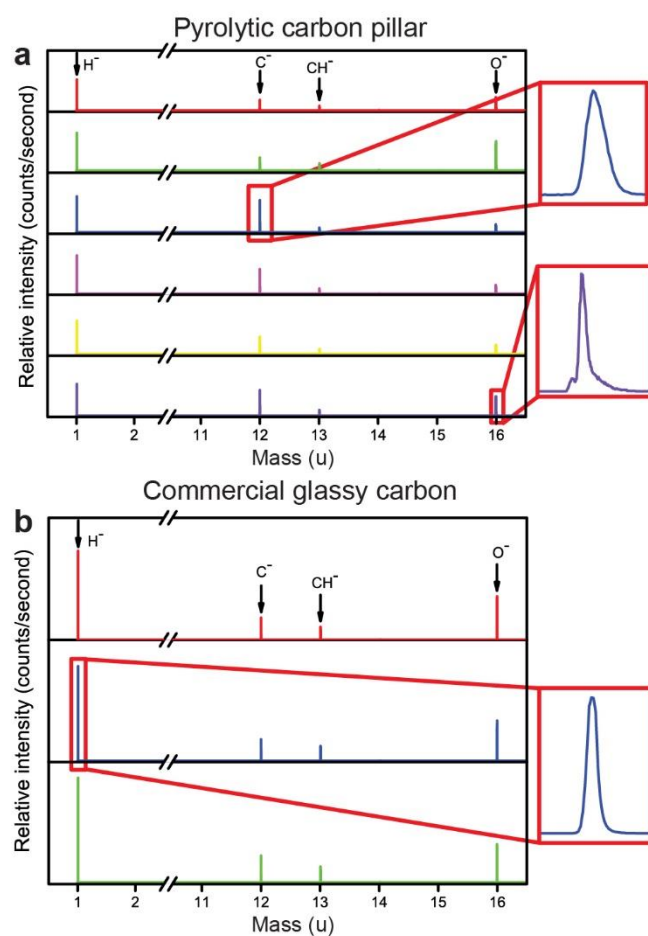 Pyrolytic carbon pillar
a
H⁻ C⁻ CH⁻ O⁻
Relative intensity (counts/second)
1 2 11 12 13 14 15 16
Mass (u)
Commercial glassy carbon
b
H⁻ C⁻ CH⁻ O⁻
Relative intensity (counts/second)
1 2 11 12 13 14 15 16
Mass (u)